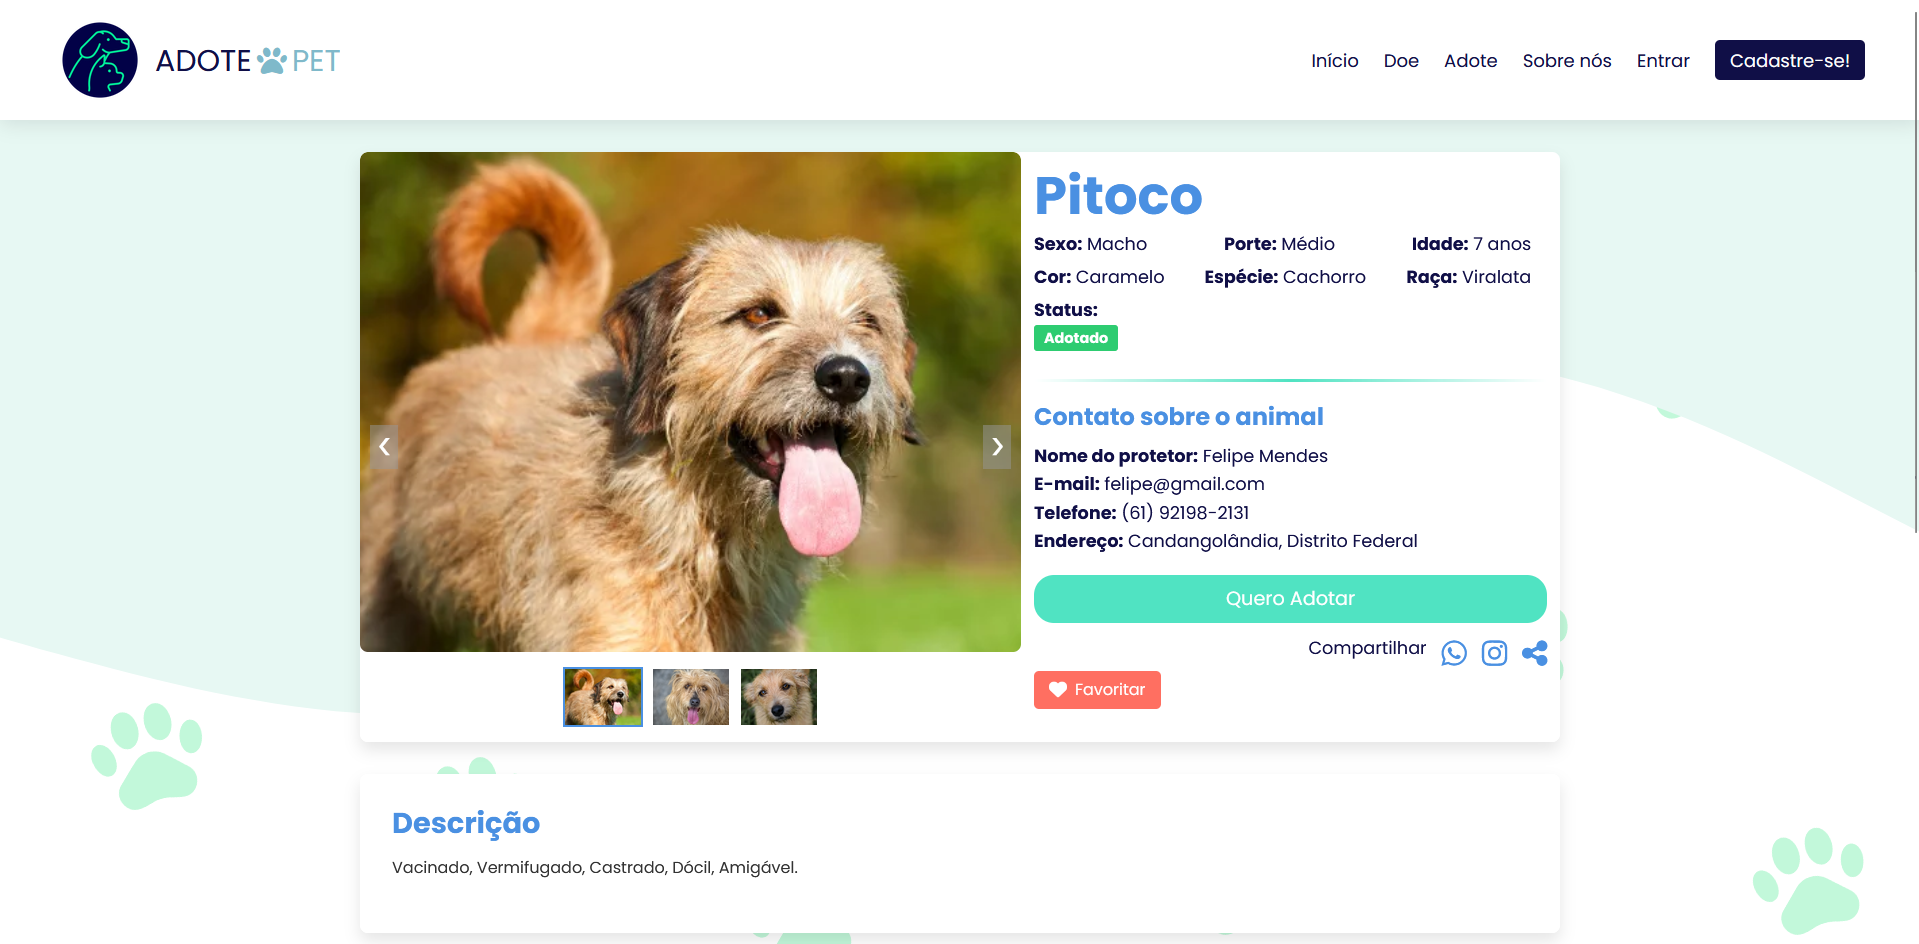 ADOTE PET
Início Doe Adote Sobre nós Entrar Cadastre-se!
Pitoco
Sexo: Macho Porte: Médio Idade: 7 anos
Cor: Caramelo Espécie: Cachorro Raça: Viralata
Status:
Adotado
Contato sobre o animal
Nome do protetor: Felipe Mendes
E-mail: felipe@gmail.com
Telefone: (61) 92198-2131
Endereço: Candangolândia, Distrito Federal
Quero Adotar
Compartilhar
Favoritar
Descrição
Vacinado, Vermifugado, Castrado, Dócil, Amigável.